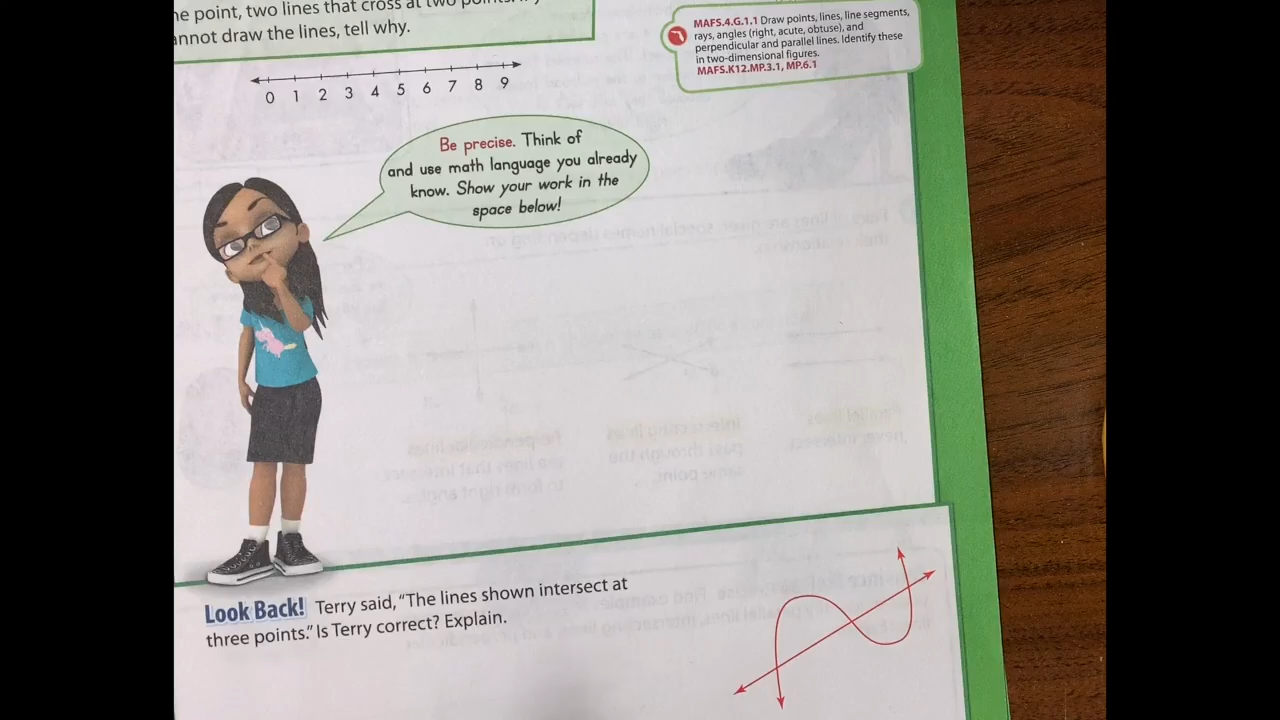 ne point, two lines that cross at two
annot draw the lines, tell why.
MAFS.4.G.1.1 Draw points, lines, line segments,
rays, angles (right, acute, obtuse), and
perpendicular and parallel lines. Identify these
in two-dimensional figures.
MAFS.K12.MP.3.1, MP.6.1
0 1 2 3 4 5 6 7 8 9
Be precise. Think of
and use math language you already
know. Show your work in the
space below!
Look Back! Terry said, “The lines shown intersect at
three points.” Is Terry correct? Explain.